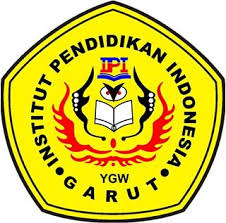 INSTITUT PENDIDIKAN INDONESIA
IPI
YGW
• GARUT •